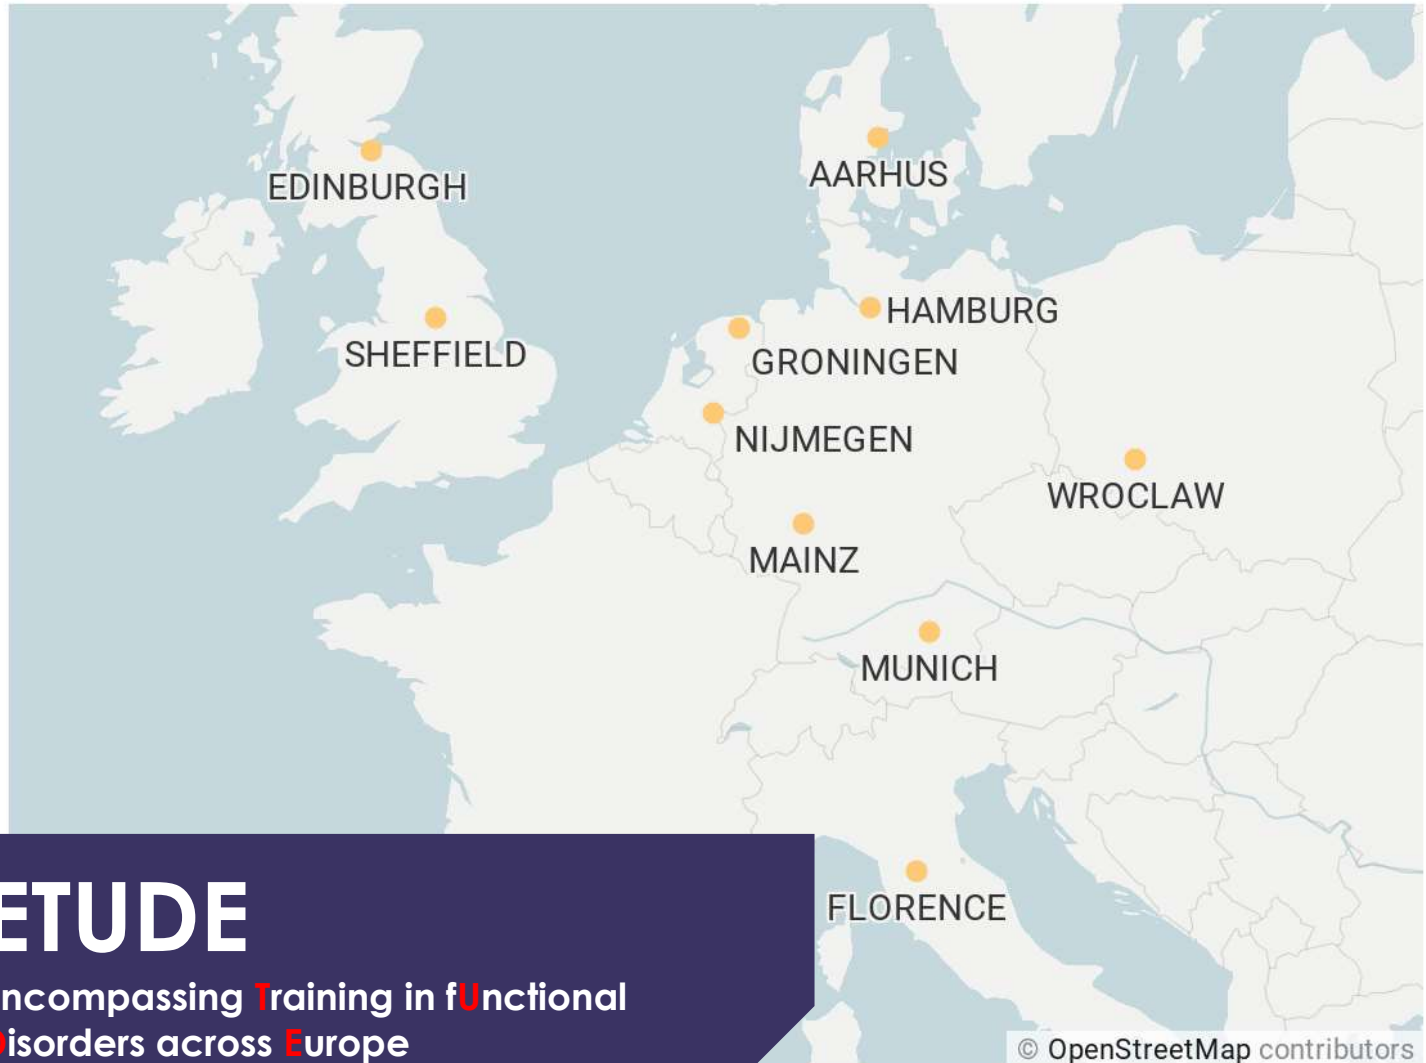 EDINBURGH
AARHUS
HAMBURG
SHEFFIELD
GRONINGEN
NIJMEGEN
WROCLAW
MAINZ
MUNICH
FLORENCE
ETUDE
ncompassing Training in fUnctional
Disorders across Europe
© OpenStreetMap contributors